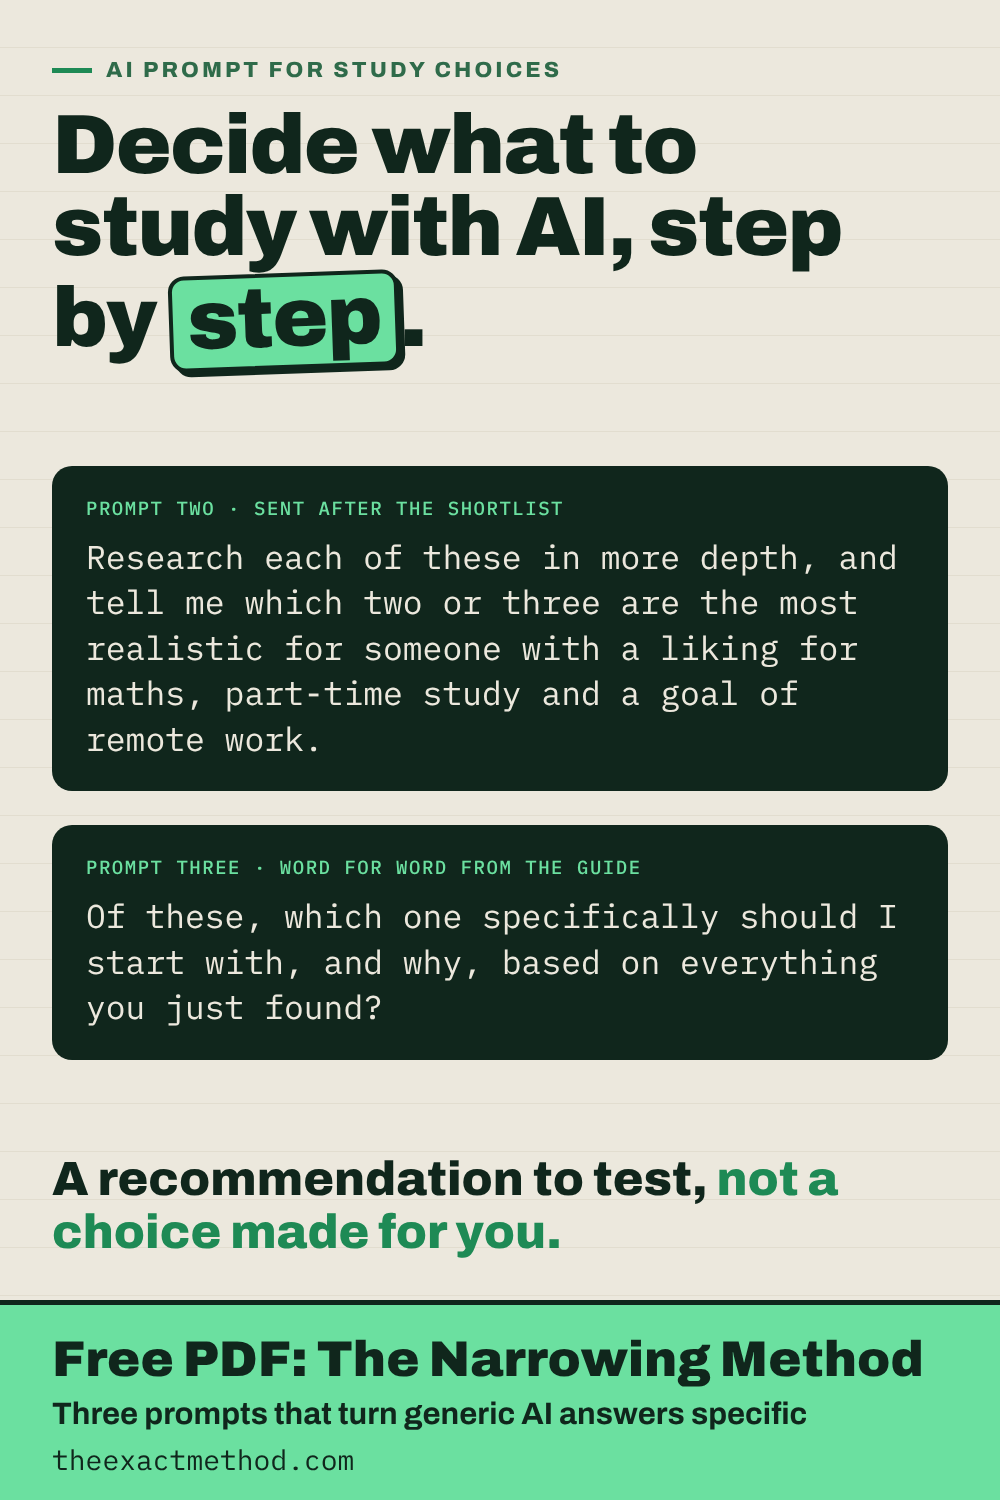 AI PROMPT FOR STUDY CHOICES
Decide what to
study with AI, step
by step.
PROMPT TWO · SENT AFTER THE SHORTLIST
Research each of these in more depth, and
tell me which two or three are the most
realistic for someone with a liking for
maths, part-time study and a goal of
remote work.
PROMPT THREE · WORD FOR WORD FROM THE GUIDE
Of these, which one specifically should I
start with, and why, based on everything
you just found?
A recommendation to test, not a
choice made for you.
Free PDF: The Narrowing Method
Three prompts that turn generic AI answers specific
theexactmethod.com